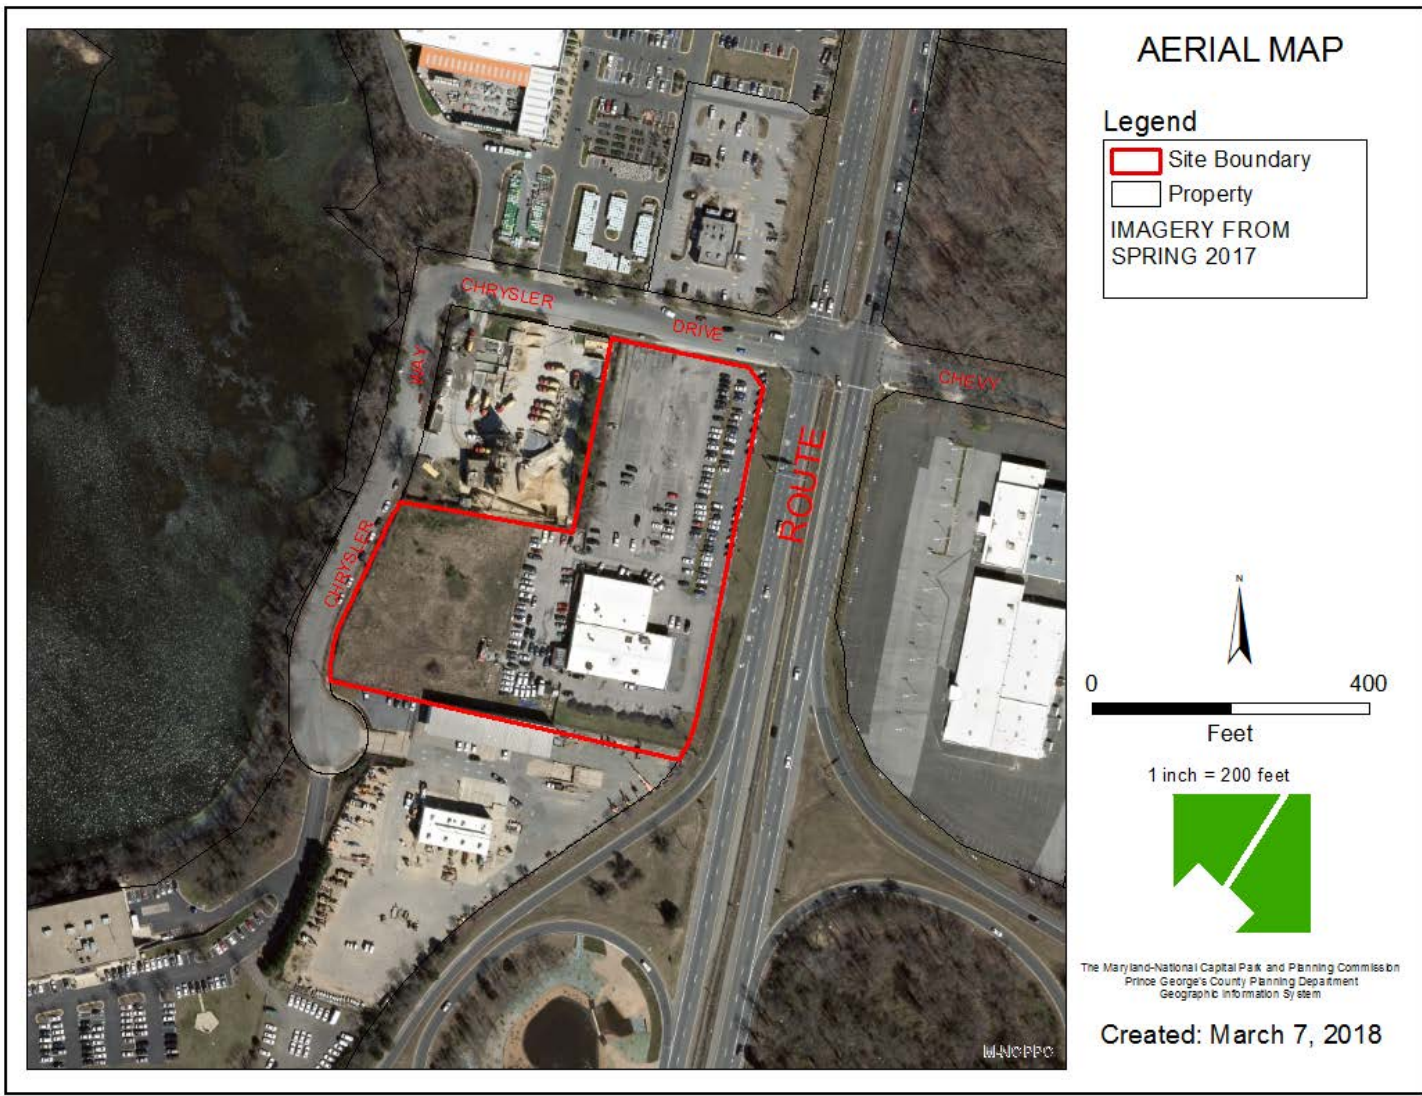 AERIAL MAP
Legend
Site Boundary
Property
IMAGERY FROM
SPRING 2017
CHRYSLER
DRIVE
WAY
CHEVY
ROUTE
CHRYSLER
N
0 400
Feet
1 inch = 200 feet
The Maryland-National Capital Park and Planning Commission
Prince George's County Planning Department
Geographic Information System
Created: March 7, 2018
M-NCPPC